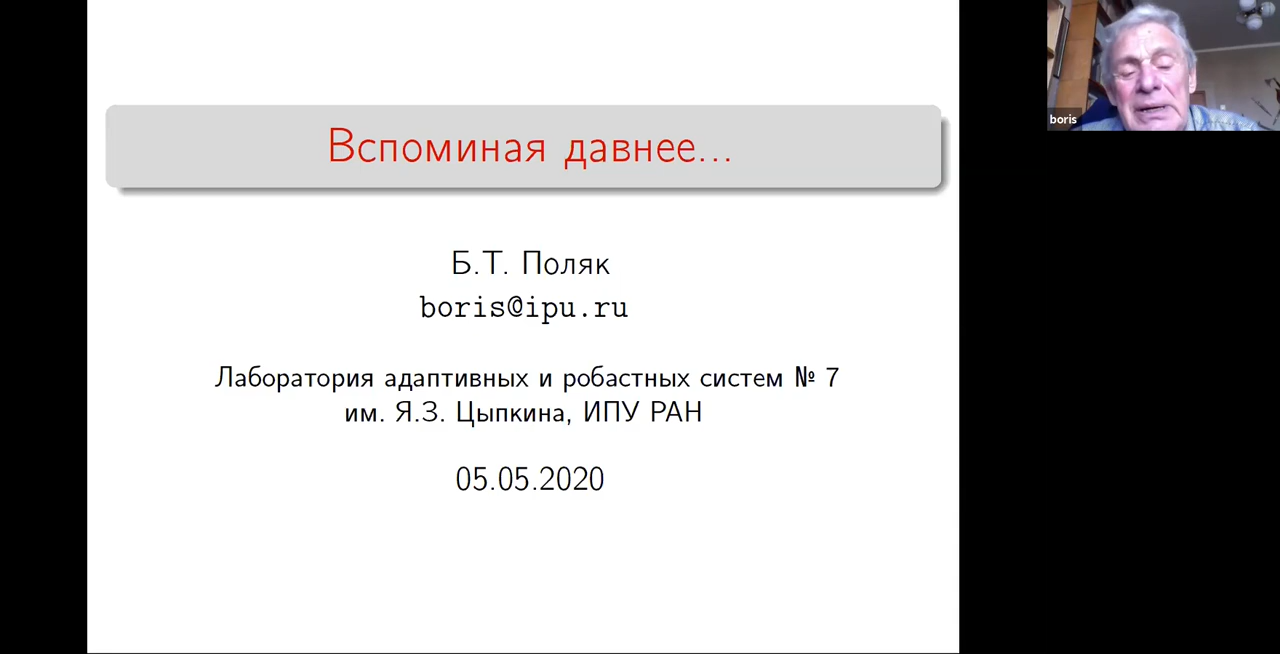 Вспоминая давнее...
Б.Т. Поляк
boris@ipu.ru
Лаборатория адаптивных и робастных систем № 7
им. Я.З. Цыпкина, ИПУ РАН
05.05.2020
boris